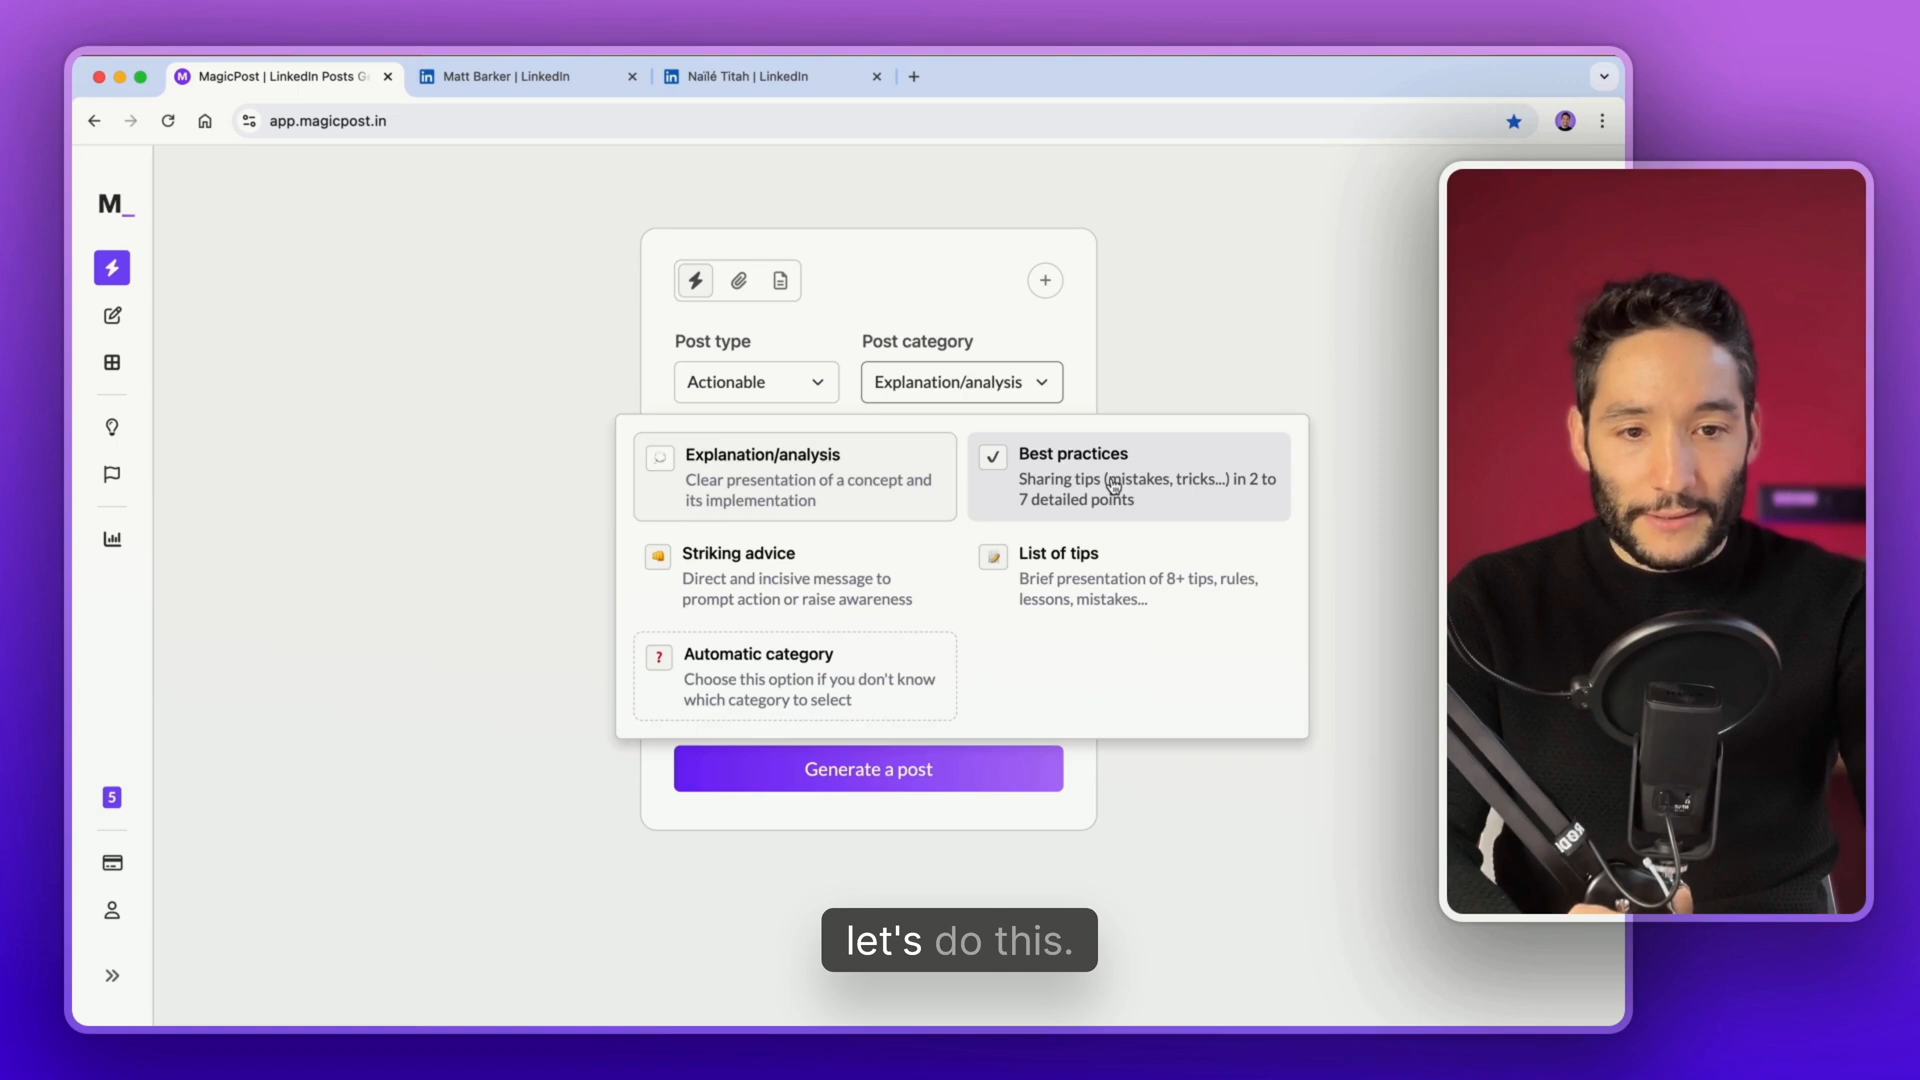 MagicPost | LinkedIn Posts G
Matt Barker | LinkedIn
Naïlé Titah | LinkedIn
app.magicpost.in
M_
Post type
Post category
Actionable
Explanation/analysis
Explanation/analysis
Clear presentation of a concept and
its implementation
Best practices
Sharing tips (mistakes, tricks...) in 2 to
7 detailed points
Striking advice
Direct and incisive message to
prompt action or raise awareness
List of tips
Brief presentation of 8+ tips, rules,
lessons, mistakes...
Automatic category
Choose this option if you don't know
which category to select
Generate a post
5
let's do this.
RØDE